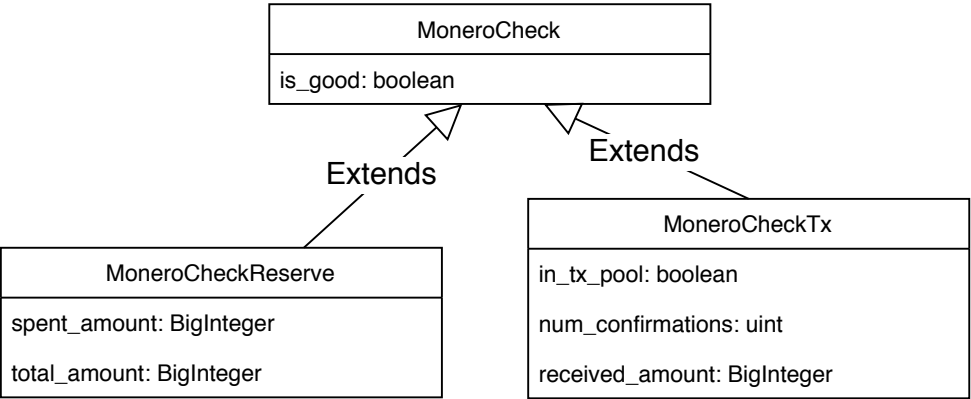 MoneroCheck
is_good: boolean
Extends
Extends
MoneroCheckReserve
spent_amount: BigInteger
total_amount: BigInteger
MoneroCheckTx
in_tx_pool: boolean
num_confirmations: uint
received_amount: BigInteger